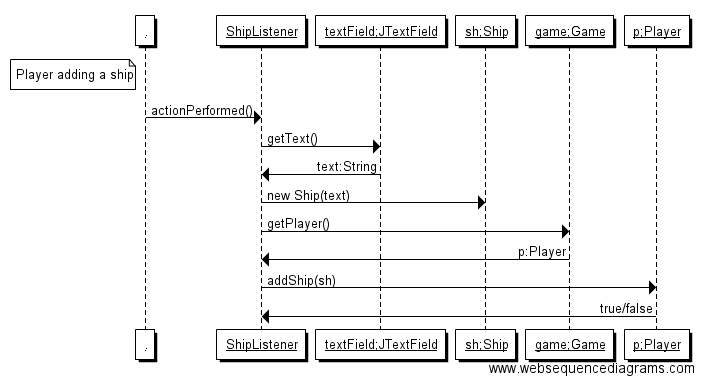 .
ShipListener
textField;JTextField
sh;Ship
game;Game
p;Player
Player adding a ship
actionPerformed()
getText()
text:String
new Ship(text)
getPlayer()
p:Player
addShip(sh)
true/false
.
ShipListener
textField;JTextField
sh;Ship
game;Game
p;Player
www.websequencediagrams.com